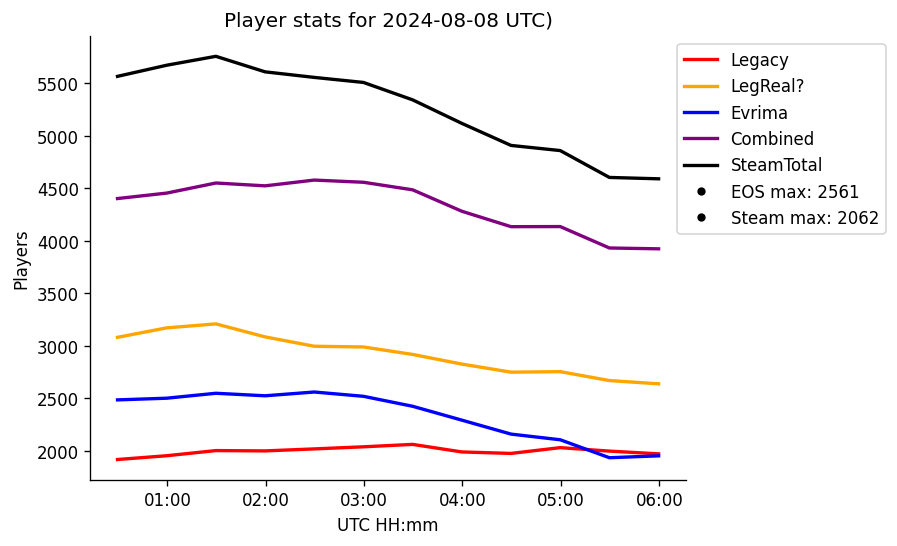 Player stats for 2024-08-08 UTC)
Legacy
LegReal?
Evrima
Combined
SteamTotal
EOS max: 2561
Steam max: 2062
Players
5500
5000
4500
4000
3500
3000
2500
2000
01:00 02:00 03:00 04:00 05:00 06:00
UTC HH:mm